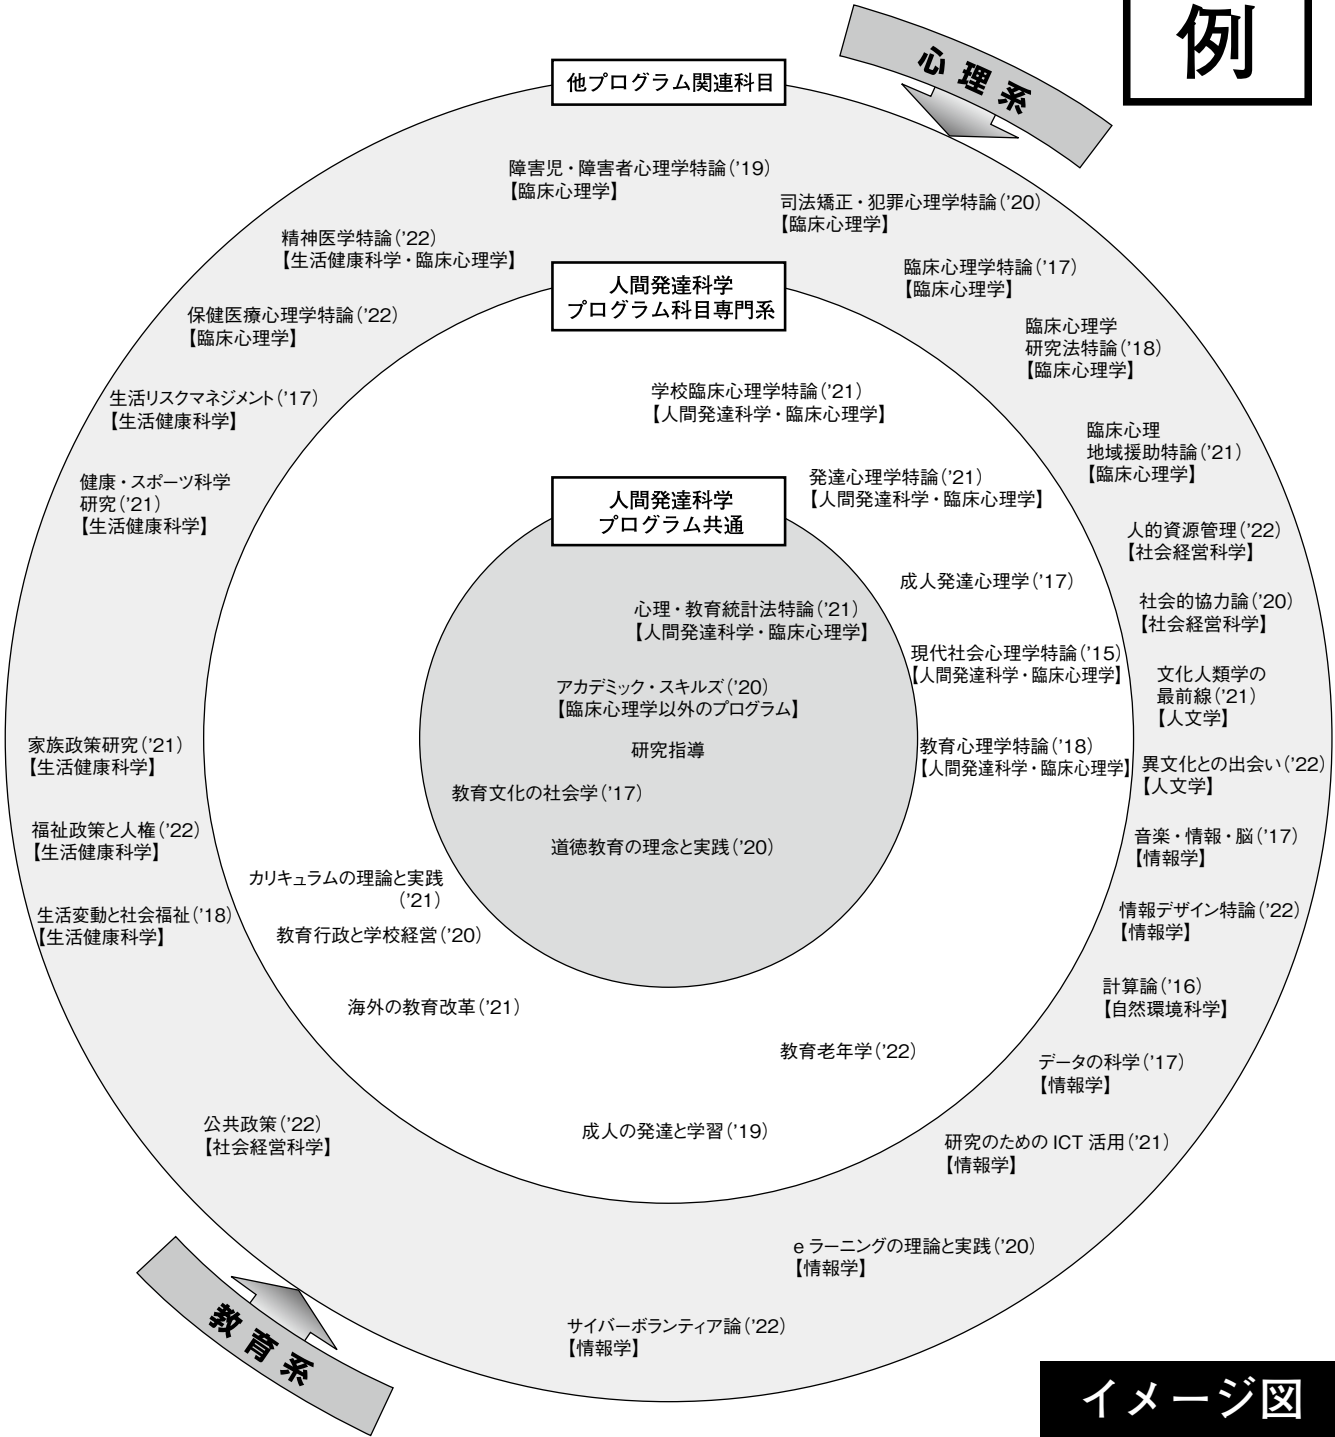 例
心理系
他プログラム関連科目
障害児・障害者心理学特論（’19）
【臨床心理学】
司法矯正・犯罪心理学特論（’20）
【臨床心理学】
精神医学特論（’22）
【生活健康科学・臨床心理学】
臨床心理学特論（’17）
【臨床心理学】
保健医療心理学特論（’22）
【臨床心理学】
臨床心理学
研究法特論（’18）
【臨床心理学】
生活リスクマネジメント（’17）
【生活健康科学】
臨床心理
地域援助特論（’21）
【臨床心理学】
健康・スポーツ科学
研究（’21）
【生活健康科学】
人的資源管理（’22）
【社会経営科学】
社会的協力論（’20）
【社会経営科学】
文化人類学の
最前線（’21）
【人文学】
異文化との出会い（’22）
【人文学】
家族政策研究（’21）
【生活健康科学】
福祉政策と人権（’22）
【生活健康科学】
音楽・情報・脳（’17）
【情報学】
生活変動と社会福祉（’18）
【生活健康科学】
情報デザイン特論（’22）
【情報学】
計算論（’16）
【自然環境科学】
データの科学（’17）
【情報学】
公共政策（’22）
【社会経営科学】
研究のための ICT 活用（’21）
【情報学】
e ラーニングの理論と実践（’20）
【情報学】
サイバーボランティア論（’22）
【情報学】
人間発達科学
プログラム科目専門系
学校臨床心理学特論（’21）
【人間発達科学・臨床心理学】
発達心理学特論（’21）
【人間発達科学・臨床心理学】
成人発達心理学（’17）
現代社会心理学特論（’15）
【人間発達科学・臨床心理学】
教育心理学特論（’18）
【人間発達科学・臨床心理学】
カリキュラムの理論と実践
（’21）
教育行政と学校経営（’20）
海外の教育改革（’21）
教育老年学（’22）
成人の発達と学習（’19）
人間発達科学
プログラム共通
心理・教育統計法特論（’21）
【人間発達科学・臨床心理学】
アカデミック・スキルズ（’20）
【臨床心理学以外のプログラム】
研究指導
教育文化の社会学（’17）
道徳教育の理念と実践（’20）
教育系
イメージ図